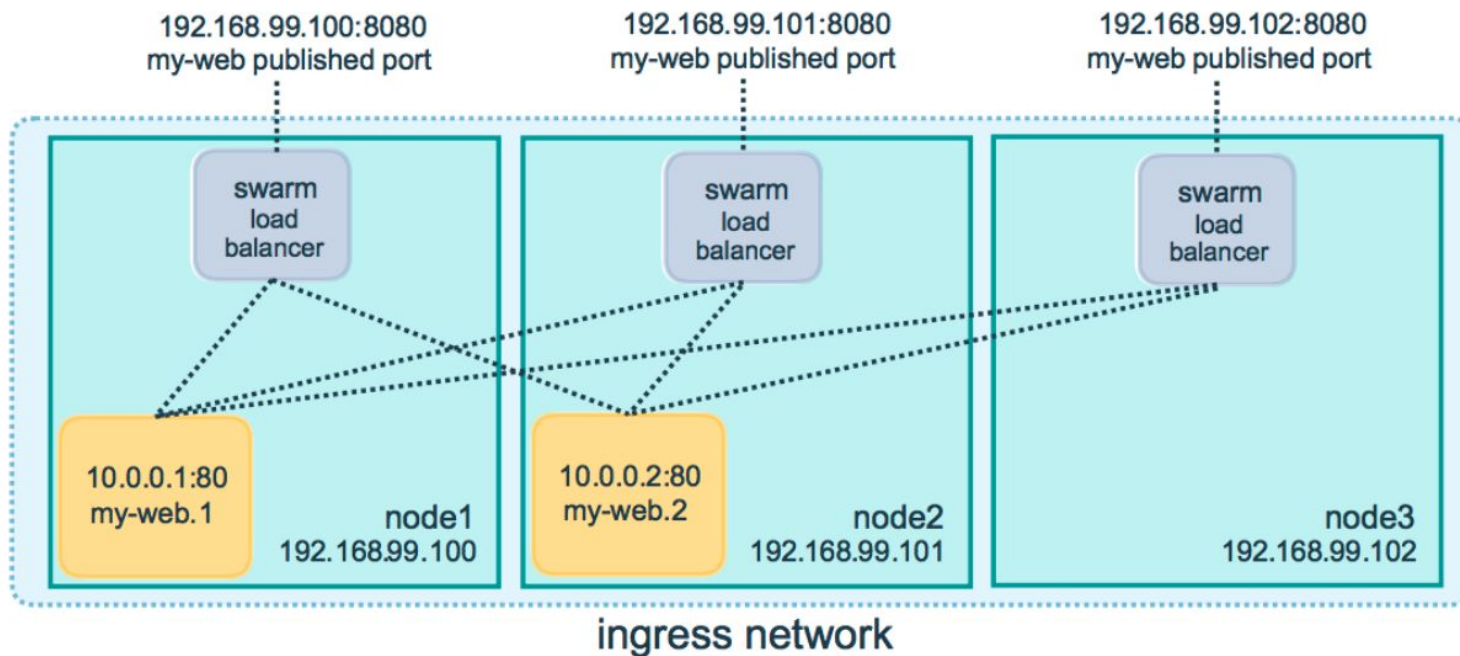 192.168.99.100:8080
my-web published port
192.168.99.101:8080
my-web published port
192.168.99.102:8080
my-web published port
swarm
load
balancer
swarm
load
balancer
swarm
load
balancer
10.0.0.1:80
my-web.1
node1
192.168.99.100
10.0.0.2:80
my-web.2
node2
192.168.99.101
node3
192.168.99.102
ingress network